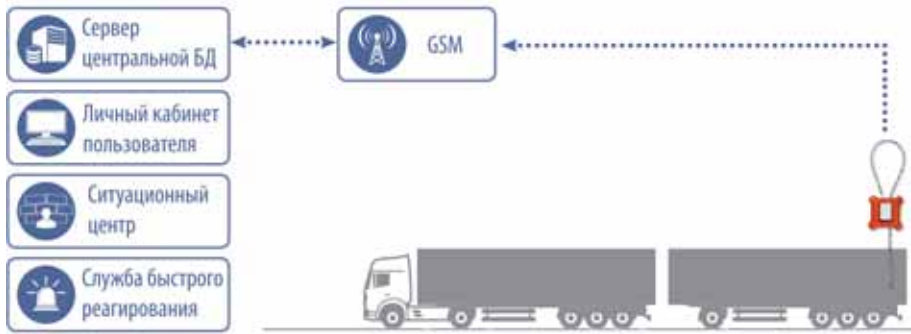 Сервер
центральной БД
GSM
Личный кабинет
пользователя
Ситуационный
центр
Служба быстрого
реагирования